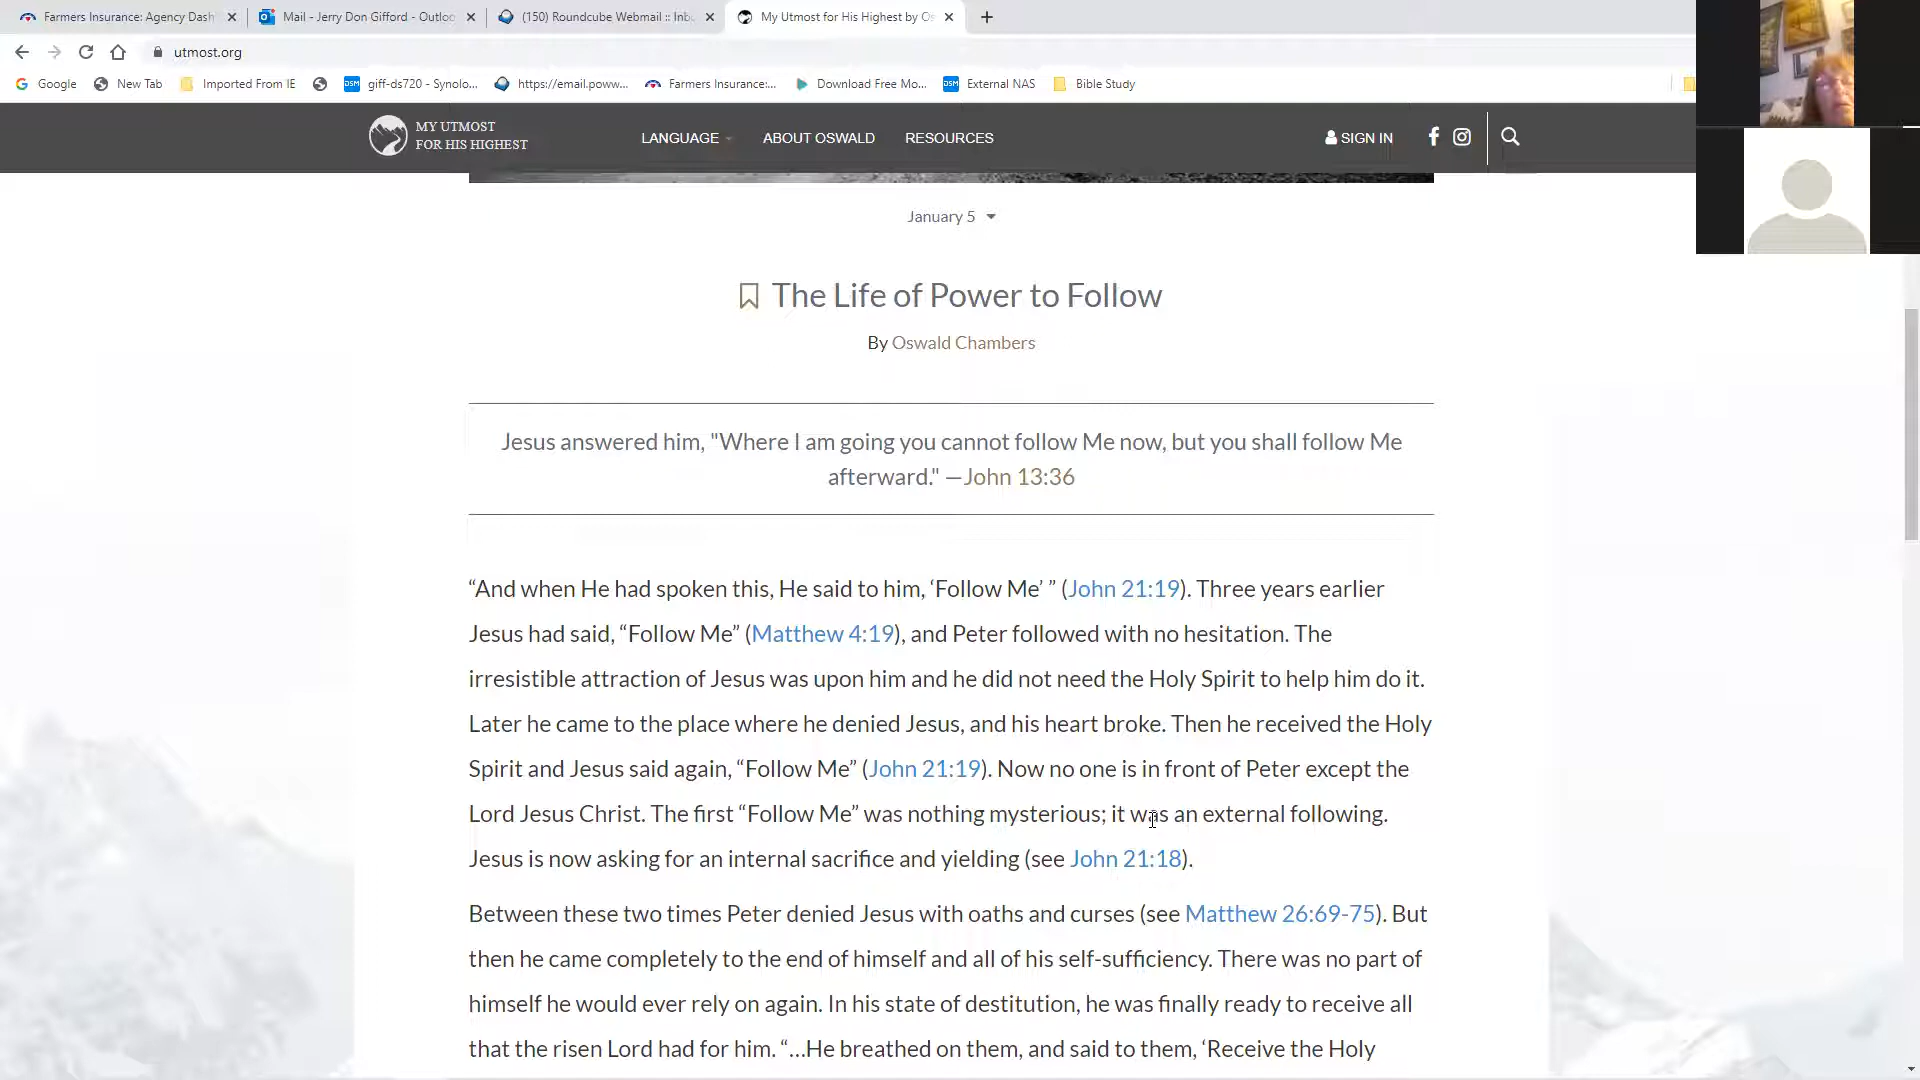 Farmers Insurance: Agency Dash
Mail - Jerry Don Gifford - Outloo
(150) Roundcube Webmail :: Inb
My Utmost for His Highest by Os
utmost.org
Google
New Tab
Imported From IE
giff-ds720 - Synolo...
https://email.poww...
Farmers Insurance:...
Download Free Mo...
External NAS
Bible Study
MY UTMOST
FOR HIS HIGHEST
LANGUAGE
ABOUT OSWALD
RESOURCES
SIGN IN
January 5
The Life of Power to Follow
By Oswald Chambers
Jesus answered him, "Where I am going you cannot follow Me now, but you shall follow Me
afterward." —John 13:36
“And when He had spoken this, He said to him, ‘Follow Me’ ” (John 21:19). Three years earlier
Jesus had said, “Follow Me” (Matthew 4:19), and Peter followed with no hesitation. The
irresistible attraction of Jesus was upon him and he did not need the Holy Spirit to help him do it.
Later he came to the place where he denied Jesus, and his heart broke. Then he received the Holy
Spirit and Jesus said again, “Follow Me” (John 21:19). Now no one is in front of Peter except the
Lord Jesus Christ. The first “Follow Me” was nothing mysterious; it was an external following.
Jesus is now asking for an internal sacrifice and yielding (see John 21:18).
Between these two times Peter denied Jesus with oaths and curses (see Matthew 26:69-75). But
then he came completely to the end of himself and all of his self-sufficiency. There was no part of
himself he would ever rely on again. In his state of destitution, he was finally ready to receive all
that the risen Lord had for him. “…He breathed on them, and said to them, ‘Receive the Holy